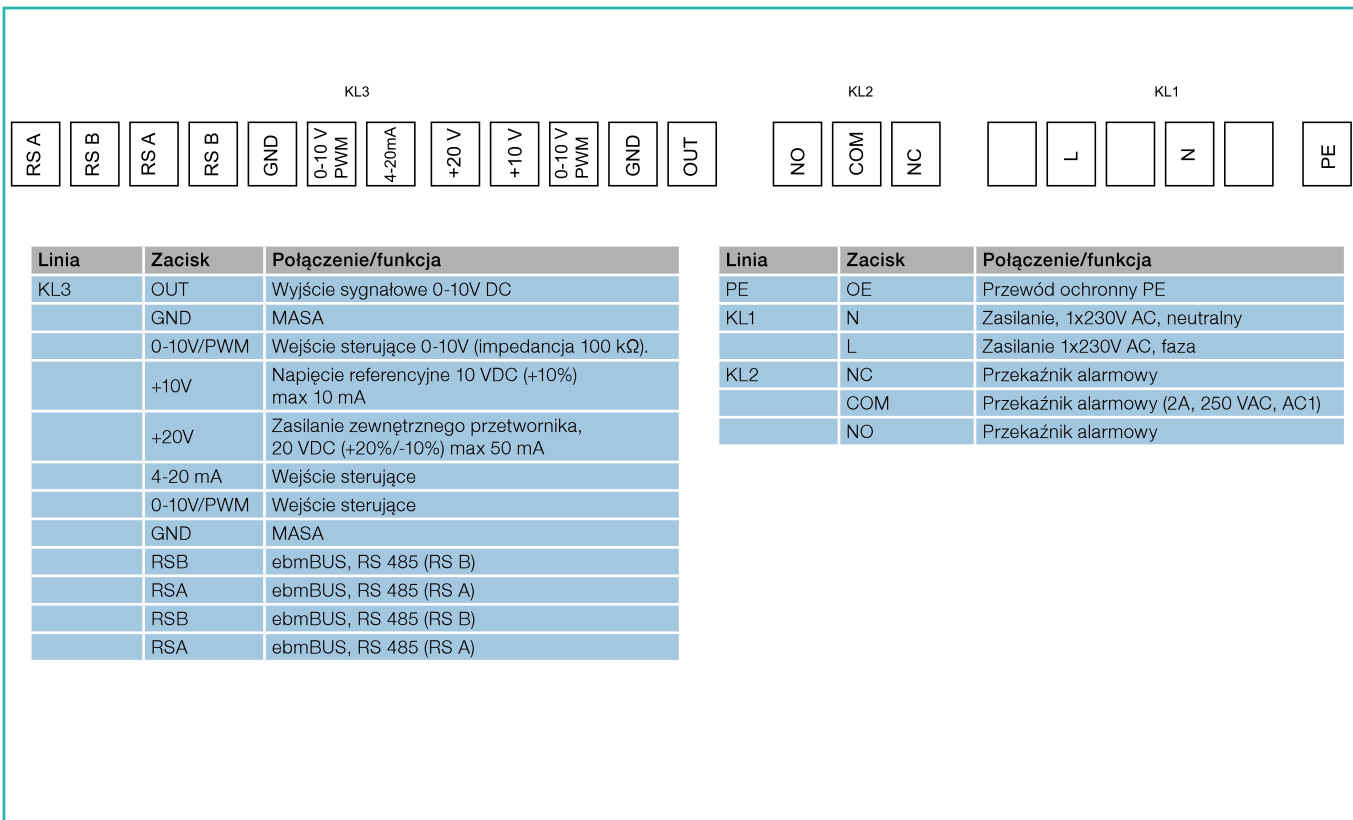 KL3
KL2
KL1
RS A
RS B
RS A
RS B
GND
0-10 V
PWM
4-20mA
+20 V
+10 V
0-10 V
PWM
GND
OUT
NO
COM
NC
L
N
PE
Linia Zacisk Połączenie/funkcja
KL3 OUT Wyjście sygnałowe 0-10V DC
GND MASA
0-10V/PWM Wejście sterujące 0-10V (impedancja 100 kΩ).
+10V Napięcie referencyjne 10 VDC (+10%)
max 10 mA
+20V Zasilanie zewnętrznego przetwornika,
20 VDC (+20%/-10%) max 50 mA
4-20 mA Wejście sterujące
0-10V/PWM Wejście sterujące
GND MASA
RSB ebmBUS, RS 485 (RS B)
RSA ebmBUS, RS 485 (RS A)
RSB ebmBUS, RS 485 (RS B)
RSA ebmBUS, RS 485 (RS A)
Linia Zacisk Połączenie/funkcja
PE OE Przewód ochronny PE
KL1 N Zasilanie, 1x230V AC, neutralny
L Zasilanie 1x230V AC, faza
KL2 NC Przekaźnik alarmowy
COM Przekaźnik alarmowy (2A, 250 VAC, AC1)
NO Przekaźnik alarmowy